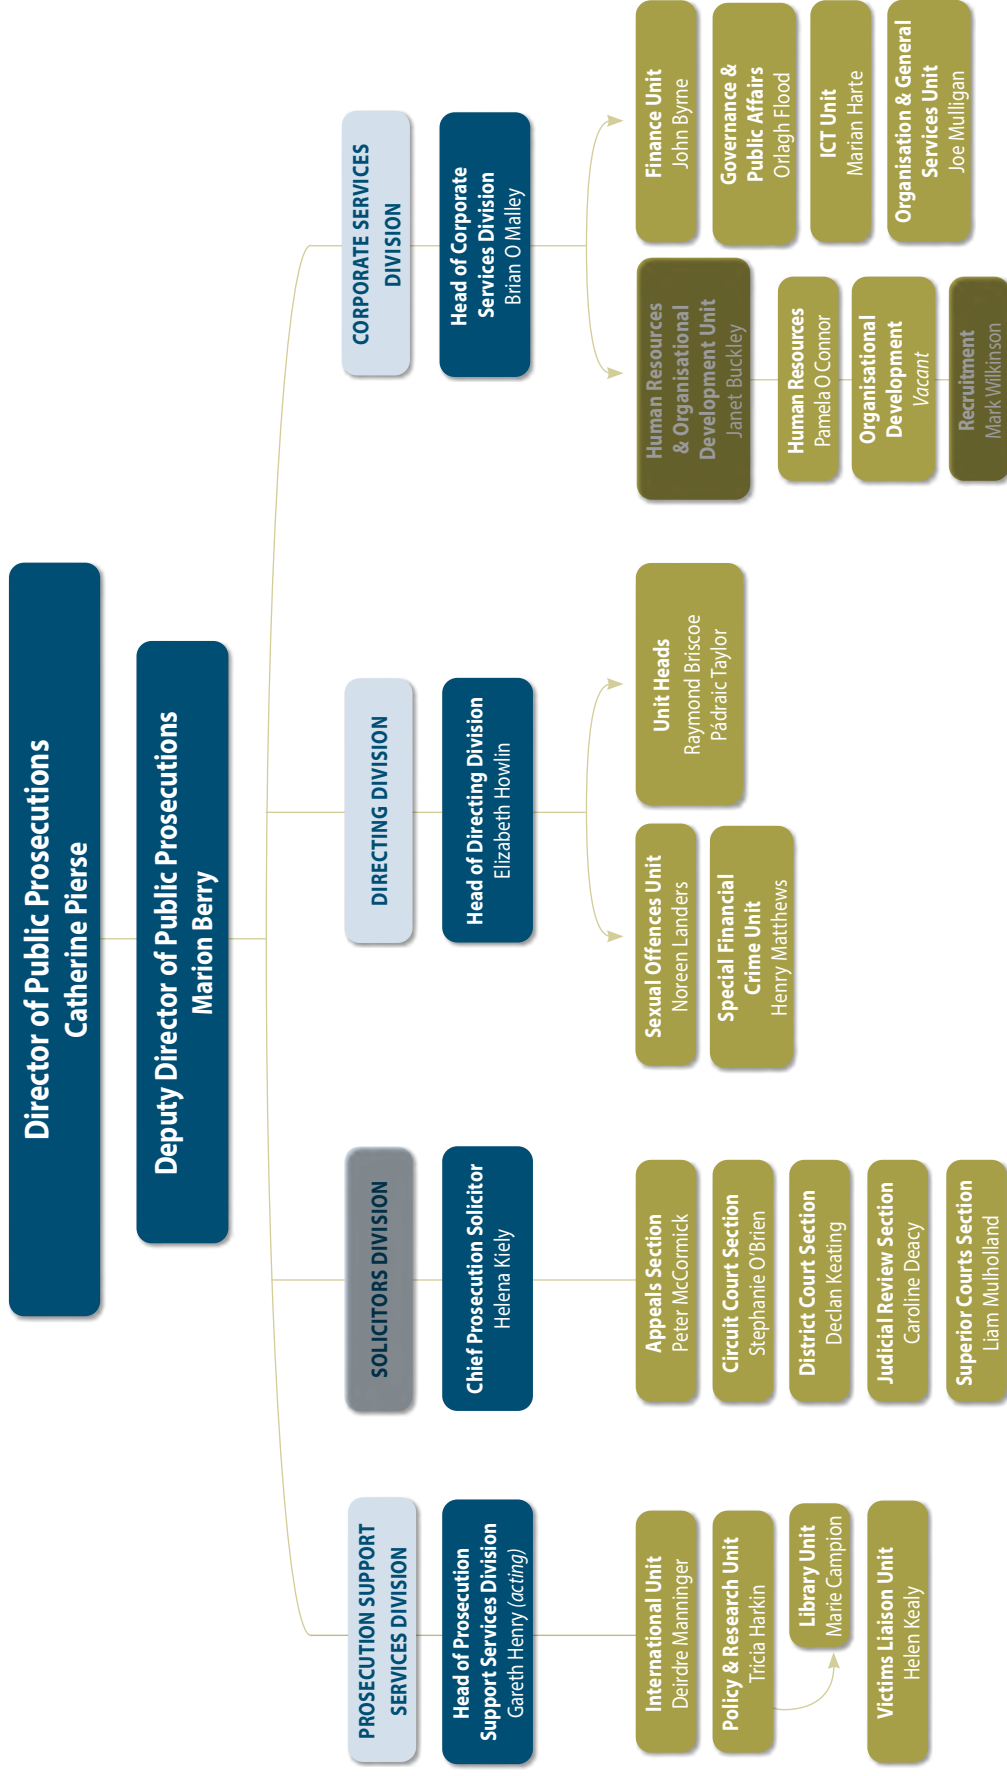 Director of Public Prosecutions
Catherine Pierse
Deputy Director of Public Prosecutions
Marion Berry
PROSECUTION SUPPORT
SERVICES DIVISION
Head of Prosecution
Support Services Division
Gareth Henry (acting)
International Unit
Deirdre Manninger
Policy & Research Unit
Tricia Harkin
Library Unit
Marie Campion
Victims Liaison Unit
Helen Kealy
SOLICITORS DIVISION
Chief Prosecution Solicitor
Helena Kiely
Appeals Section
Peter McCormick
Circuit Court Section
Stephanie O’Brien
District Court Section
Declan Keating
Judicial Review Section
Caroline Deacy
Superior Courts Section
Liam Mulholland
DIRECTING DIVISION
Head of Directing Division
Elizabeth Howlin
Sexual Offences Unit
Noreen Landers
Special Financial
Crime Unit
Henry Matthews
Unit Heads
Raymond Briscoe
Pádraic Taylor
CORPORATE SERVICES
DIVISION
Head of Corporate
Services Division
Brian O Malley
Human Resources
& Organisational
Development Unit
Janet Buckley
Human Resources
Pamela O Connor
Organisational
Development
Vacant
Recruitment
Mark Wilkinson
Finance Unit
John Byrne
Governance &
Public Affairs
Orlagh Flood
ICT Unit
Marian Harte
Organisation & General
Services Unit
Joe Mulligan